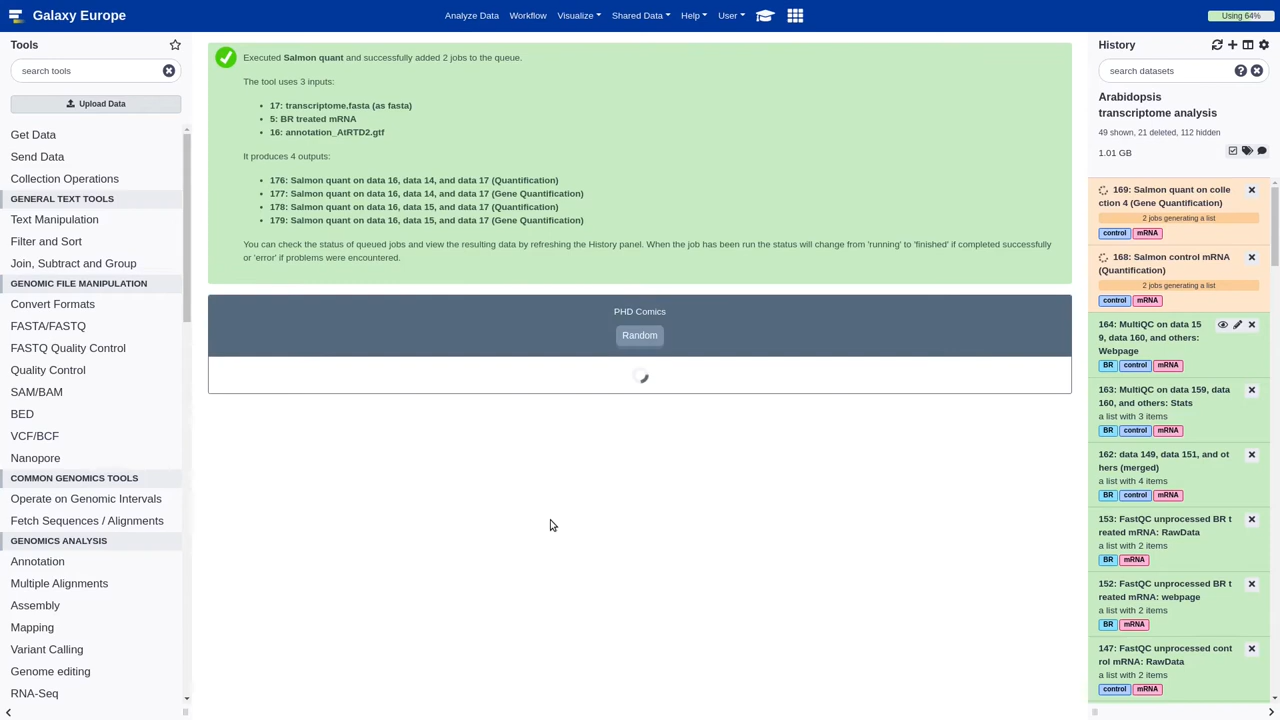 Galaxy Europe
Analyze Data
Workflow
Visualize
Shared Data
Help
User
Using 64%
Tools
search tools
Upload Data
Get Data
Send Data
Collection Operations
GENERAL TEXT TOOLS
Text Manipulation
Filter and Sort
Join, Subtract and Group
GENOMIC FILE MANIPULATION
Convert Formats
FASTA/FASTQ
FASTQ Quality Control
Quality Control
SAM/BAM
BED
VCF/BCF
Nanopore
COMMON GENOMICS TOOLS
Operate on Genomic Intervals
Fetch Sequences / Alignments
GENOMICS ANALYSIS
Annotation
Multiple Alignments
Assembly
Mapping
Variant Calling
Genome editing
RNA-Seq
Executed Salmon quant and successfully added 2 jobs to the queue.
The tool uses 3 inputs:
17: transcriptome.fasta (as fasta)
5: BR treated mRNA
16: annotation_AtRTD2.gtf
It produces 4 outputs:
176: Salmon quant on data 16, data 14, and data 17 (Quantification)
177: Salmon quant on data 16, data 14, and data 17 (Gene Quantification)
178: Salmon quant on data 16, data 15, and data 17 (Quantification)
179: Salmon quant on data 16, data 15, and data 17 (Gene Quantification)
You can check the status of queued jobs and view the resulting data by refreshing the History panel. When the job has been run the status will change from 'running' to 'finished' if completed successfully
or 'error' if problems were encountered.
PHD Comics
Random
History
search datasets
Arabidopsis
transcriptome analysis
49 shown, 21 deleted, 112 hidden
1.01 GB
169: Salmon quant on colle
ction 4 (Gene Quantification)
2 jobs generating a list
control mRNA
168: Salmon control mRNA
(Quantification)
2 jobs generating a list
control mRNA
164: MultiQC on data 15
9, data 160, and others:
Webpage
BR control mRNA
163: MultiQC on data 159, data
160, and others: Stats
a list with 3 items
BR control mRNA
162: data 149, data 151, and ot
hers (merged)
a list with 4 items
BR control mRNA
153: FastQC unprocessed BR t
reated mRNA: RawData
a list with 2 items
BR mRNA
152: FastQC unprocessed BR t
reated mRNA: webpage
a list with 2 items
BR mRNA
147: FastQC unprocessed cont
rol mRNA: RawData
a list with 2 items
control mRNA